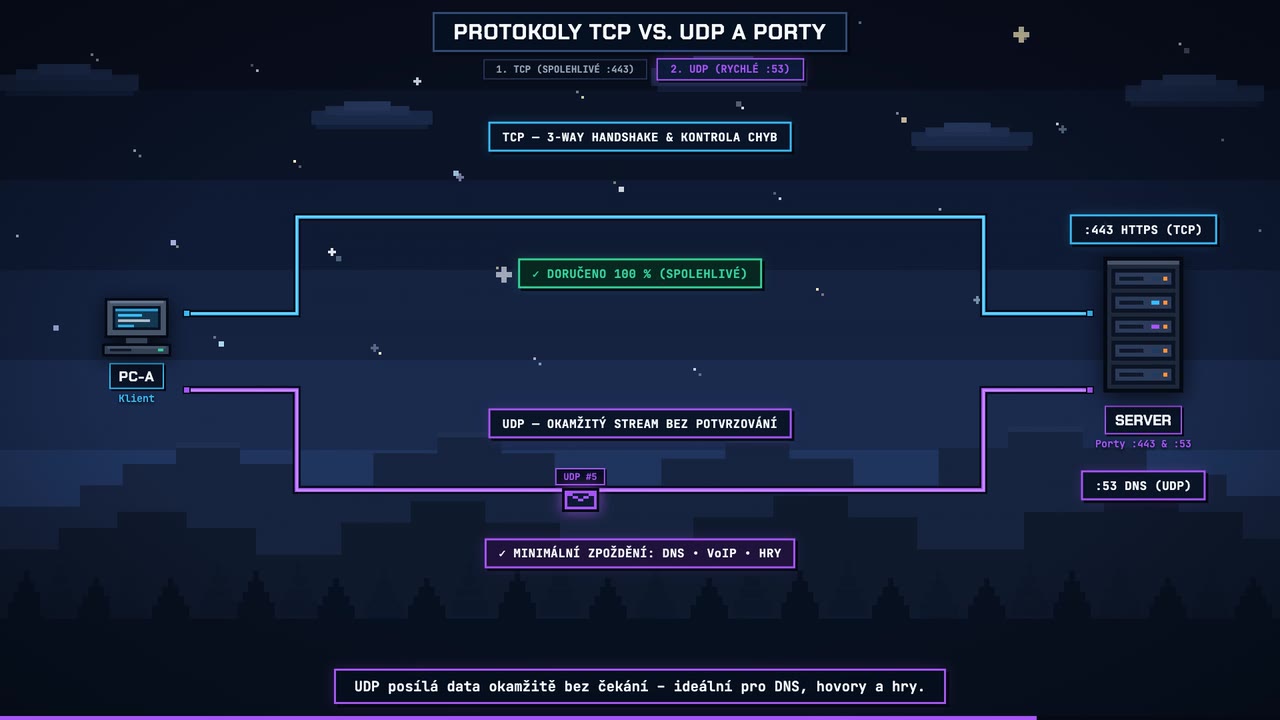 PROTOKOLY TCP VS. UDP A PORTY
1. TCP (SPOLEHLIVÉ :443)
2. UDP (RYCHLÉ :53)
TCP – 3-WAY HANDSHAKE & KONTROLA CHYB
:443 HTTPS (TCP)
✓ DORUČENO 100 % (SPOLEHLIVÉ)
PC-A
Klient
UDP – OKAMŽITÝ STREAM BEZ POTVRZOVÁNÍ
SERVER
Porty :443 & :53
UDP #5
:53 DNS (UDP)
✓ MINIMÁLNÍ ZPOŽDĚNÍ: DNS • VoIP • HRY
UDP posílá data okamžitě bez čekání – ideální pro DNS, hovory a hry.